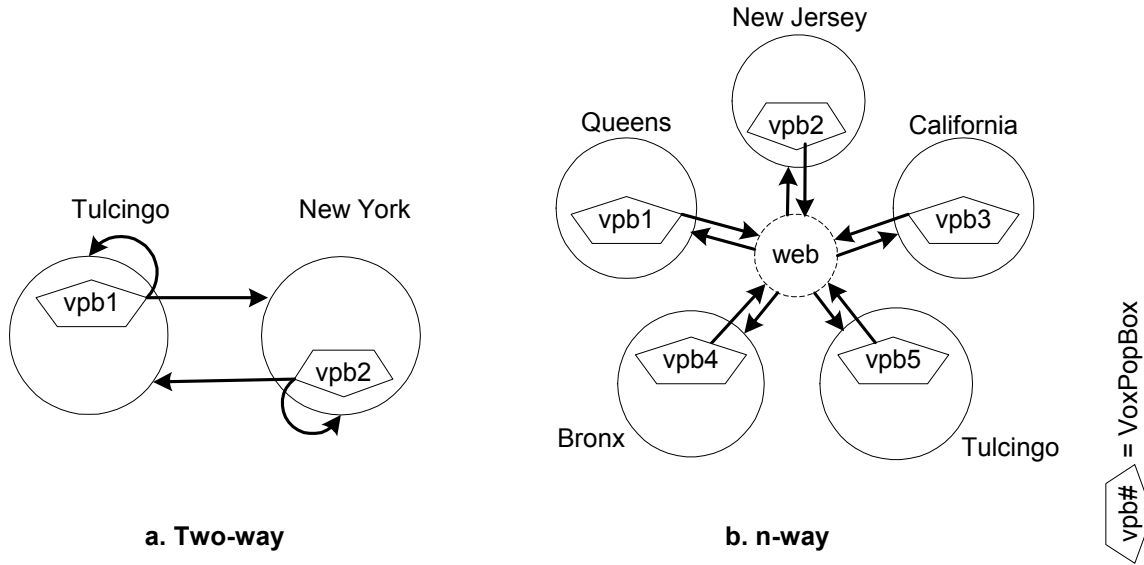 Tulcingo
New York
vpb1
vpb2
a. Two-way
New Jersey
Queens
California
vpb2
vpb1
vpb3
web
vpb4
vpb5
Bronx
Tulcingo
b. n-way
vpb# = VoxPopBox